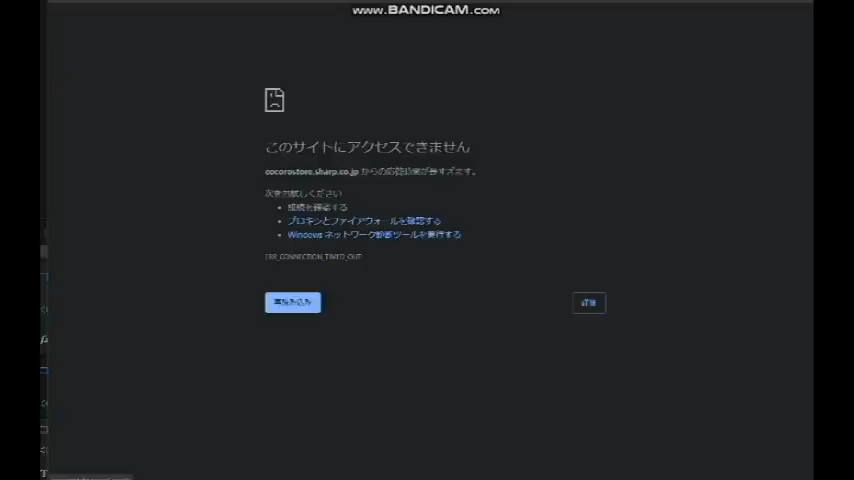 www.BANDICAM.com
このサイトにアクセスできません
cocorostore.sharp.co.jp からの応答時間が長すぎます。
次をお試しください
接続を確認する
プロキシとファイアウォールを確認する
Windows ネットワーク診断ツールを実行する
ERR_CONNECTION_TIMED_OUT
再読み込み
詳細